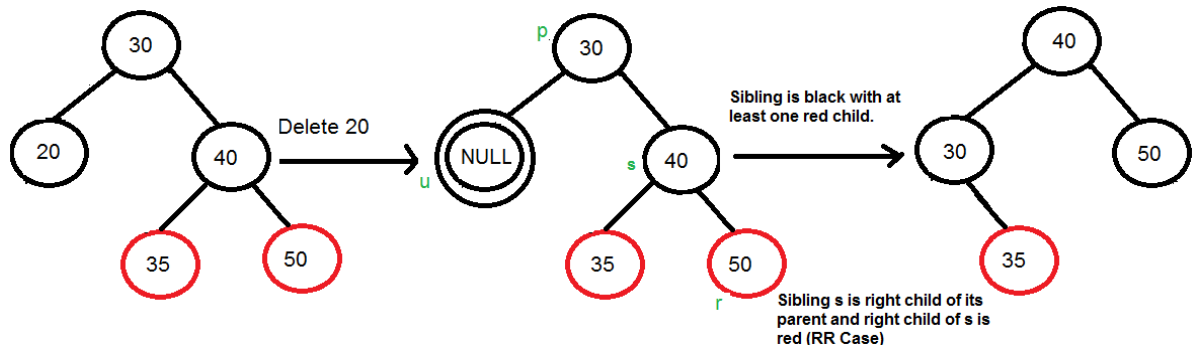 30
20
40
35
50
Delete 20
p
30
NULL
u
s
40
35
50
r
Sibling is black with at
least one red child.
Sibling s is right child of its
parent and right child of s is
red (RR Case)
40
30
50
35